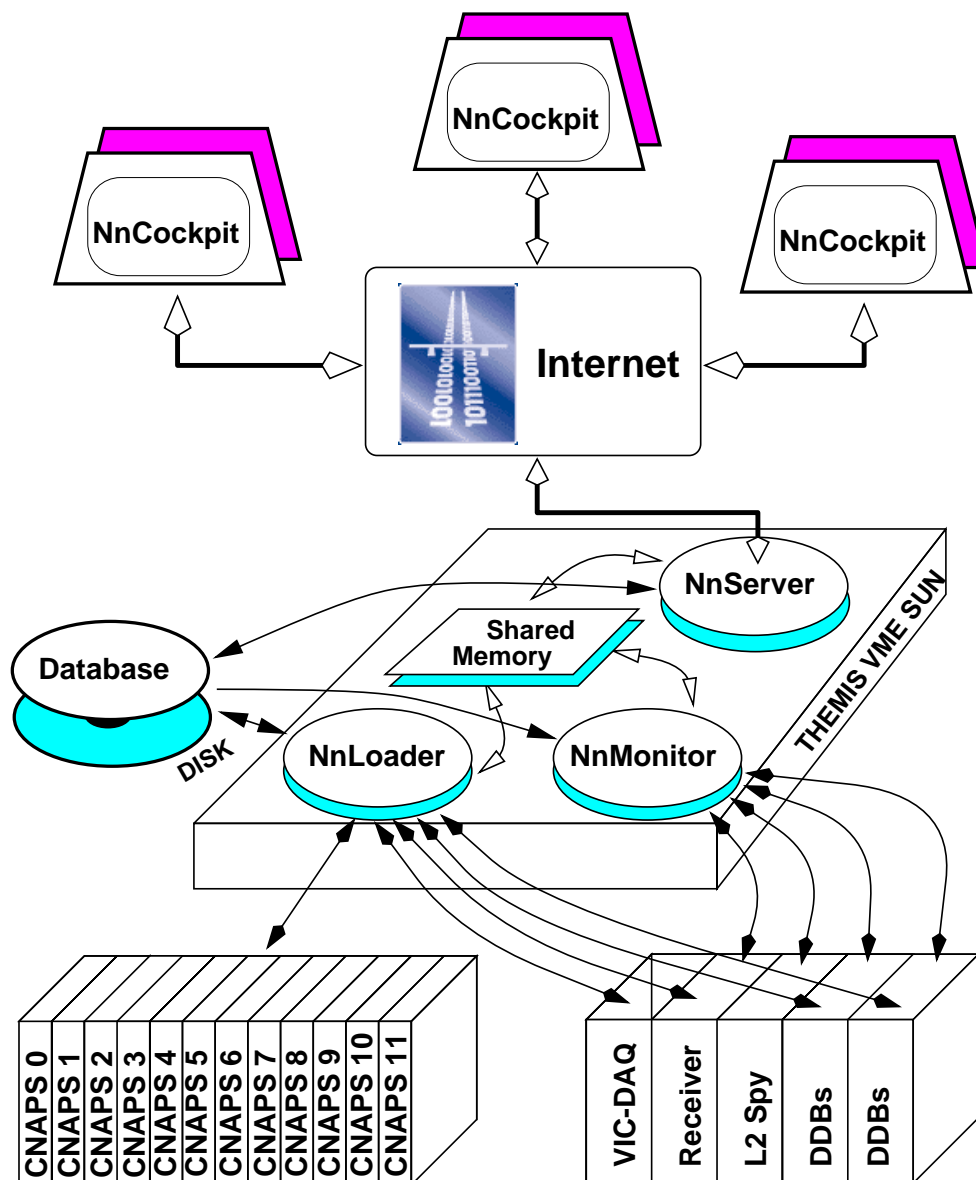 NnCockpit
NnCockpit
NnCockpit
Internet
NnServer
Shared
Memory
Database
DISK
NnLoader
NnMonitor
THEMIS VME SUN
CNAPS 0
CNAPS 1
CNAPS 2
CNAPS 3
CNAPS 4
CNAPS 5
CNAPS 6
CNAPS 7
CNAPS 8
CNAPS 9
CNAPS 10
CNAPS 11
VIC-DAQ
Receiver
L2 Spy
DDBs
DDBs